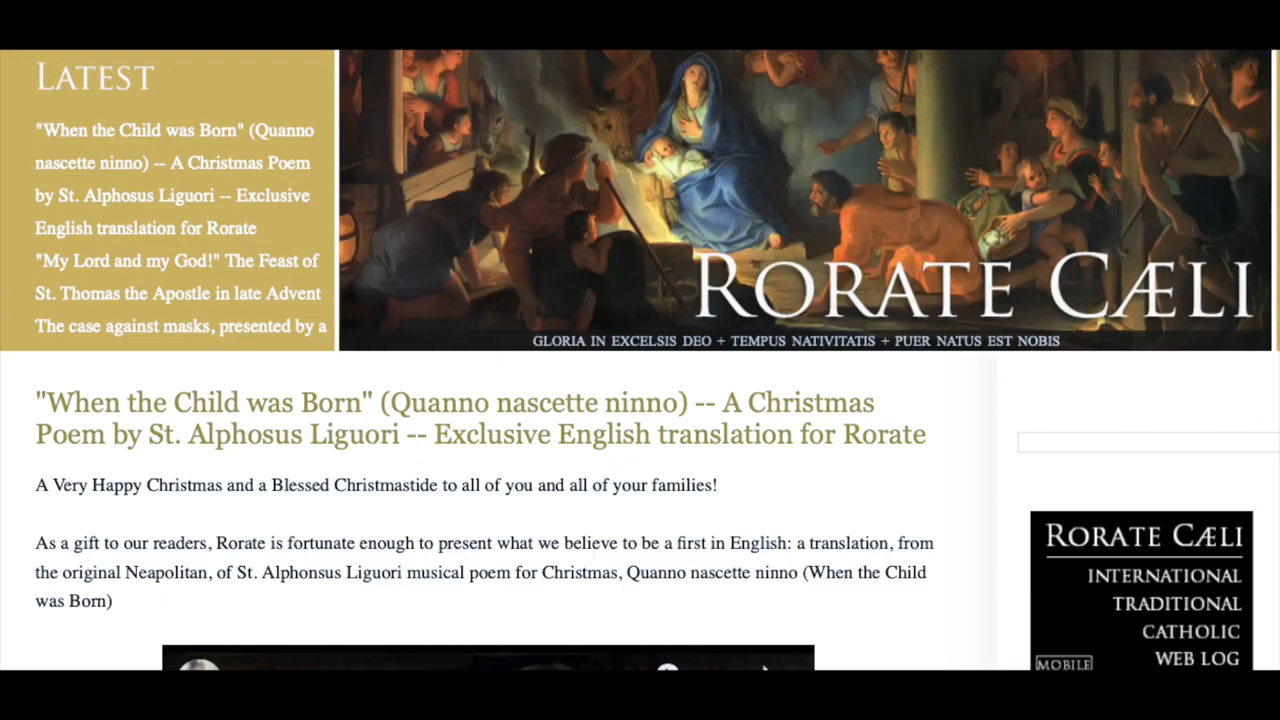 LATEST
"When the Child was Born" (Quanno
nascette ninno) -- A Christmas Poem
by St. Alphosus Liguori -- Exclusive
English translation for Rorate
"My Lord and my God!" The Feast of
St. Thomas the Apostle in late Advent
The case against masks, presented by a
RORATE CÆLI
GLORIA IN EXCELSIS DEO + TEMPUS NATIVITATIS + PUER NATUS EST NOBIS
"When the Child was Born" (Quanno nascette ninno) -- A Christmas
Poem by St. Alphosus Liguori -- Exclusive English translation for Rorate
A Very Happy Christmas and a Blessed Christmastide to all of you and all of your families!
As a gift to our readers, Rorate is fortunate enough to present what we believe to be a first in English: a translation, from
the original Neapolitan, of St. Alphonsus Liguori musical poem for Christmas, Quanno nascette ninno (When the Child
was Born)
RORATE CÆLI
INTERNATIONAL
TRADITIONAL
CATHOLIC
WEB LOG
MOBILE